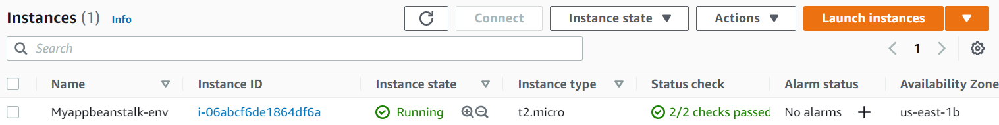 Instances (1) Info Connect Instance state Actions Launch instances
Search 1
Name Instance ID Instance state Instance type Status check Alarm status Availability Zone
Myappbeanstalk-env i-06abcf6de1864df6a Running t2.micro 2/2 checks passed No alarms + us-east-1b